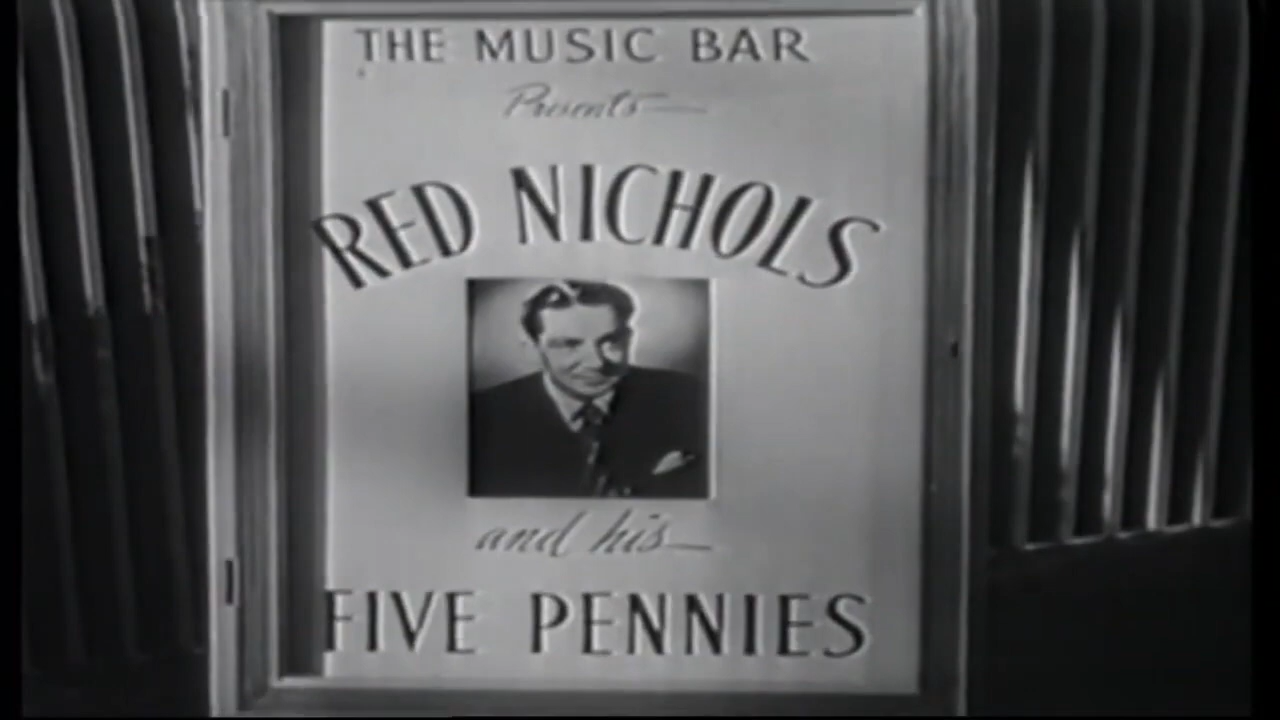 THE MUSIC BAR
Presents—
RED NICHOLS
and his—
FIVE PENNIES